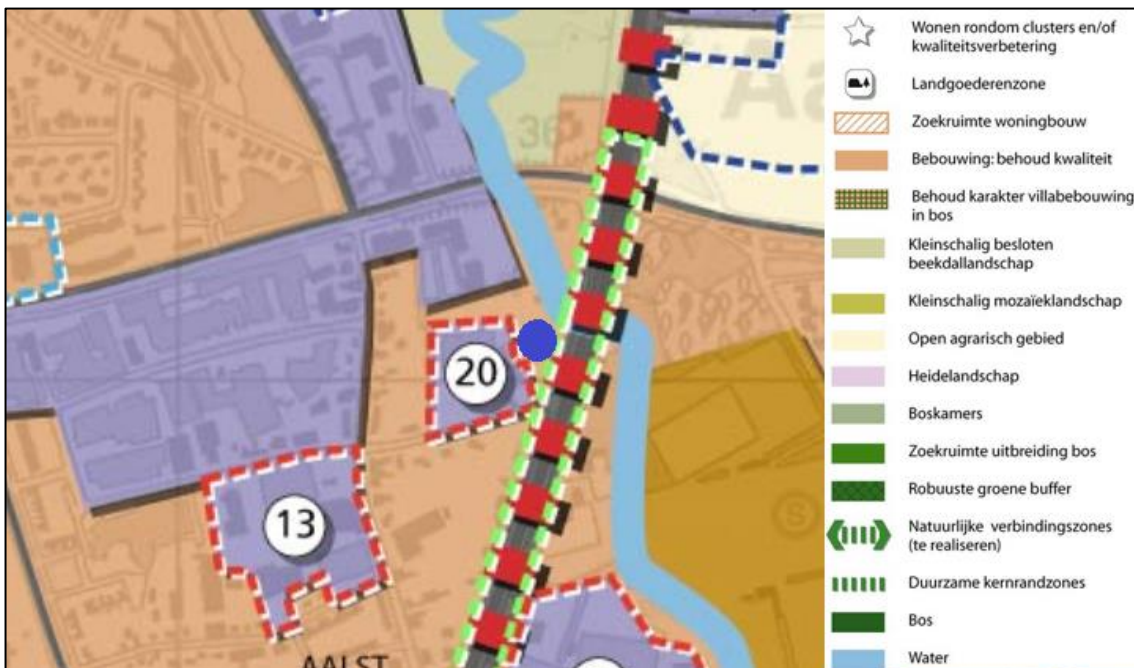 Aa
36
20
13
S
AALST
Wonen rondom clusters en/of
kwaliteitsverbetering
Landgoederenzone
Zoekruimte woningbouw
Bebouwing: behoud kwaliteit
Behoud karakter villabebouwing
in bos
Kleinschalig besloten
beekdallandschap
Kleinschalig mozaïeklandschap
Open agrarisch gebied
Heidelandschap
Boskamers
Zoekruimte uitbreiding bos
Robuuste groene buffer
Natuurlijke verbindingszones
(te realiseren)
Duurzame kernrandzones
Bos
Water